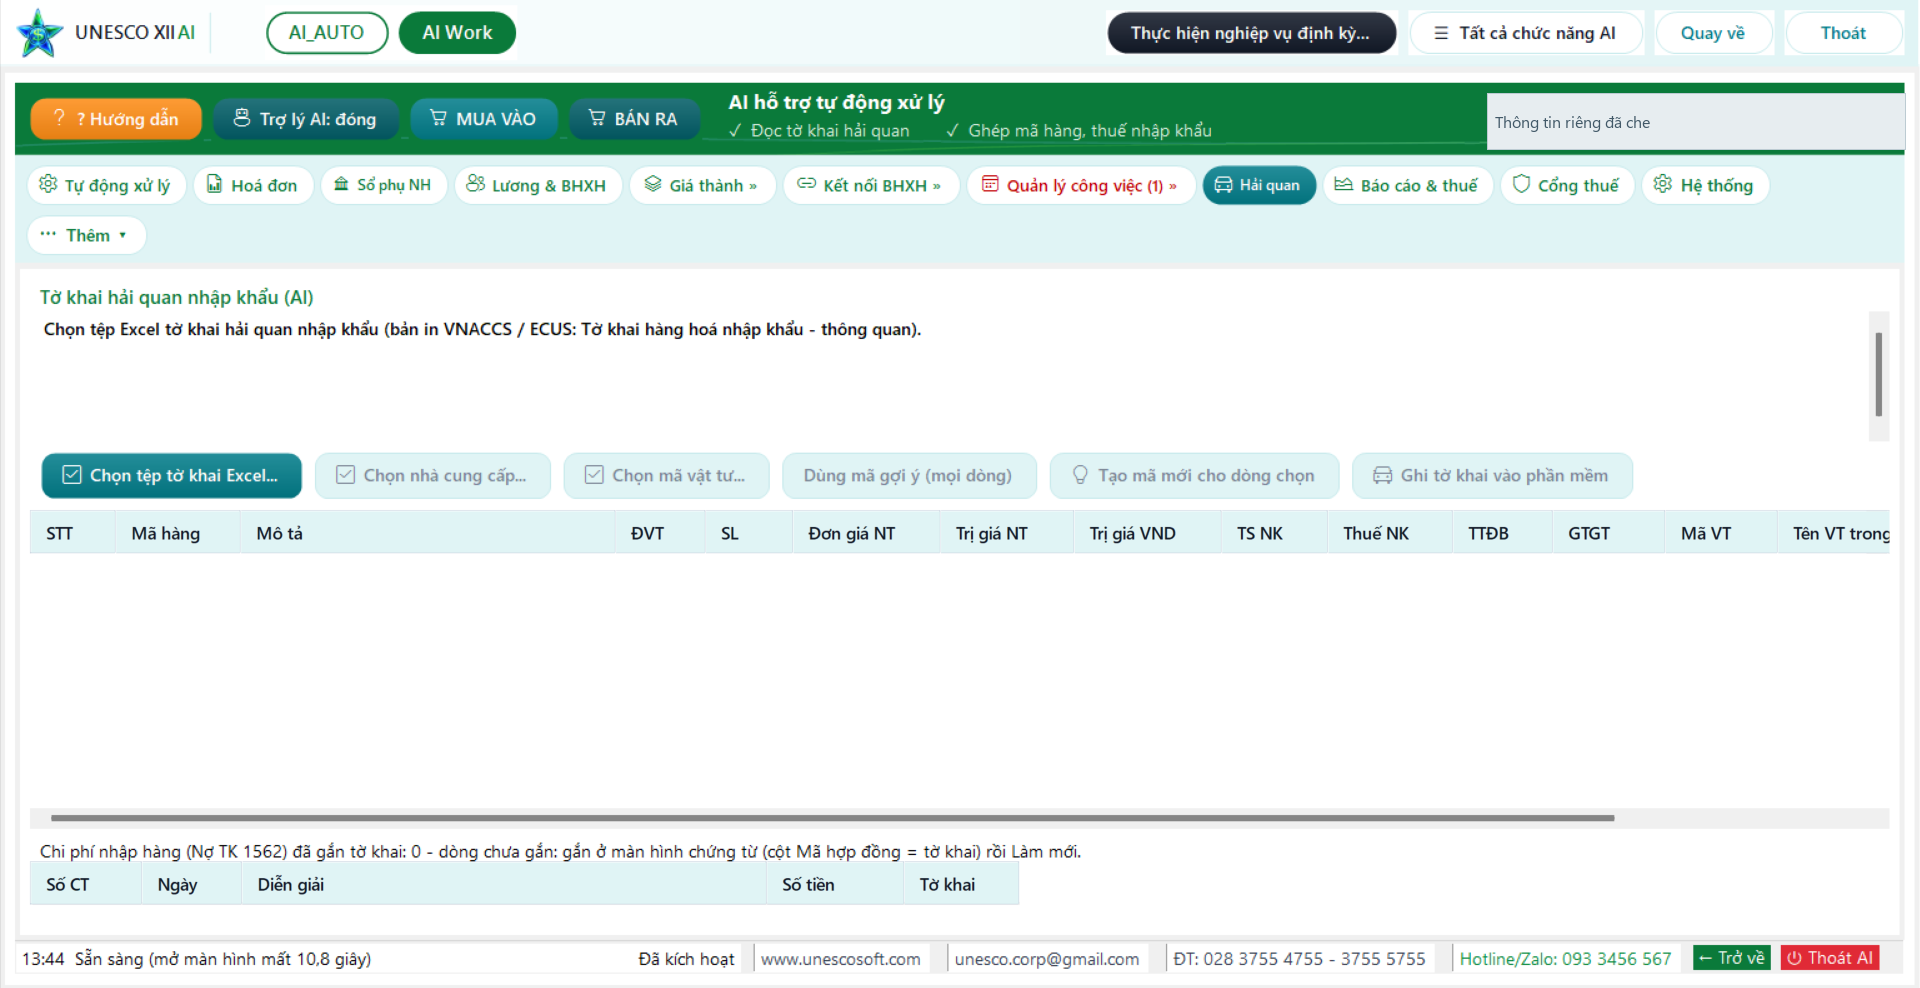 UNESCO XII AI
AI_AUTO
AI Work
Thực hiện nghiệp vụ định kỳ...
☰ Tất cả chức năng AI
Quay về
Thoát
? ? Hướng dẫn
Trợ lý AI: đóng
MUA VÀO
BÁN RA
AI hỗ trợ tự động xử lý
✓ Đọc tờ khai hải quan
✓ Ghép mã hàng, thuế nhập khẩu
Thông tin riêng đã che
Tự động xử lý
Hoá đơn
Sổ phụ NH
Lương & BHXH
Giá thành »
Kết nối BHXH »
Quản lý công việc (1) »
Hải quan
Báo cáo & thuế
Cổng thuế
Hệ thống
··· Thêm ▾
Tờ khai hải quan nhập khẩu (AI)
Chọn tệp Excel tờ khai hải quan nhập khẩu (bản in VNACCS / ECUS: Tờ khai hàng hoá nhập khẩu - thông quan).
Chọn tệp tờ khai Excel...
Chọn nhà cung cấp...
Chọn mã vật tư...
Dùng mã gợi ý (mọi dòng)
Tạo mã mới cho dòng chọn
Ghi tờ khai vào phần mềm
STT
Mã hàng
Mô tả
ĐVT
SL
Đơn giá NT
Trị giá NT
Trị giá VND
TS NK
Thuế NK
TTĐB
GTGT
Mã VT
Tên VT trong
Chi phí nhập hàng (Nợ TK 1562) đã gắn tờ khai: 0 - dòng chưa gắn: gắn ở màn hình chứng từ (cột Mã hợp đồng = tờ khai) rồi Làm mới.
Số CT
Ngày
Diễn giải
Số tiền
Tờ khai
13:44 Sẵn sàng (mở màn hình mất 10,8 giây)
Đã kích hoạt
www.unescosoft.com
unesco.corp@gmail.com
ĐT: 028 3755 4755 - 3755 5755
Hotline/Zalo: 093 3456 567
← Trở về
Thoát AI